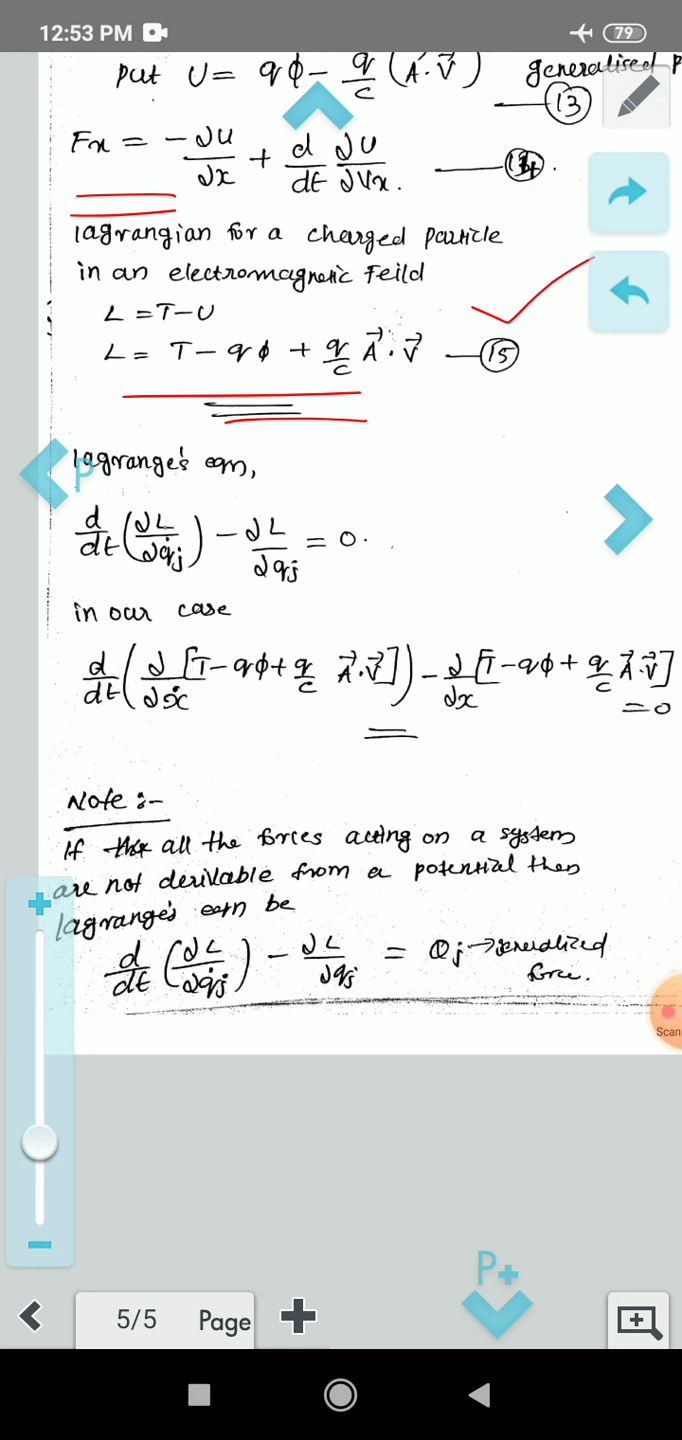 12:53 PM 79
Put U = qϕ - q/c (A⃗.V⃗) generalised P
—(13)
Fx = -∂U/∂x + d/dt ∂U/∂Vx. —(14).
lagrangian for a charged particle
in an electromagnetic Feild
L = T-U
L = T - qϕ + q/c A⃗.V⃗ —(15)
lagrange's eqn,
d/dt(∂L/∂q̇j) - ∂L/∂qj = 0.
in our case
d/dt(∂/∂ẋ [T-qϕ+q/c A⃗.V⃗]) - ∂/∂x [T-qϕ+q/c A⃗.V⃗]
=0
Note :-
If all the forces acting on a system
are not derivable from a potential then
lagrange's eqn be
d/dt (∂L/∂q̇j) - ∂L/∂qj = Qj → generalized
force.
Scan
P
P+
5/5 Page